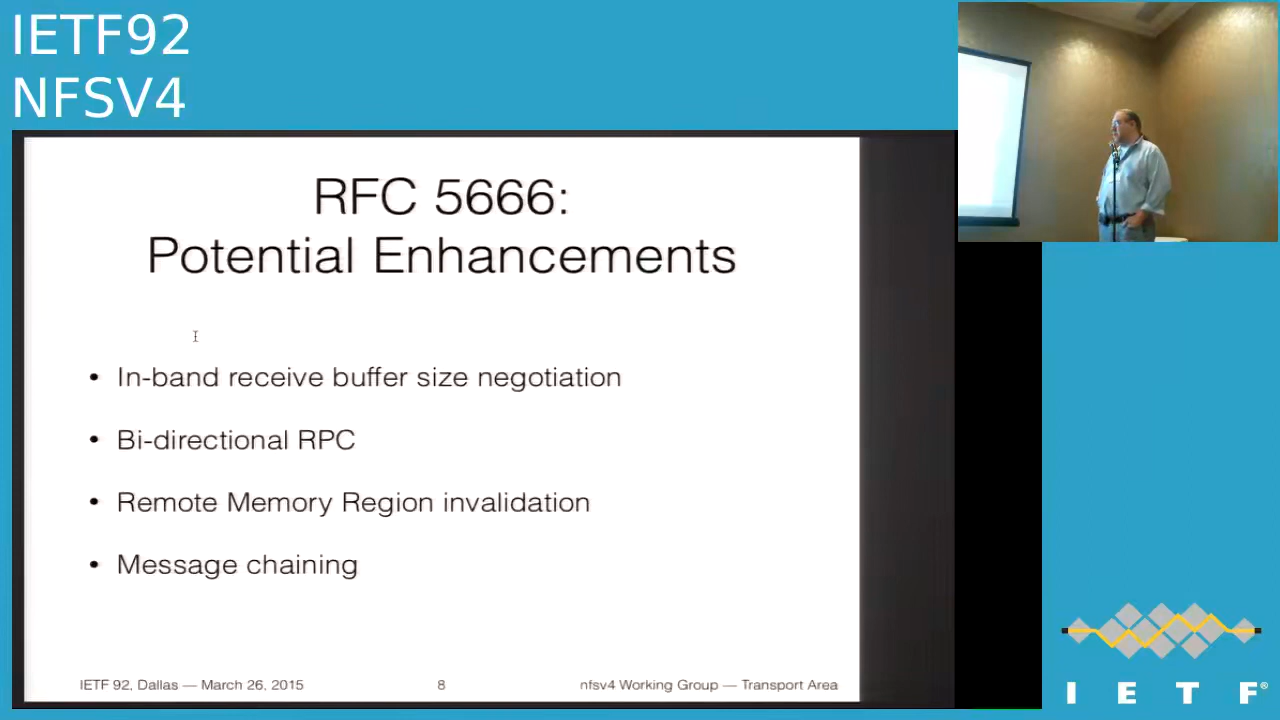 IETF92
NFSV4
RFC 5666:
Potential Enhancements
• In-band receive buffer size negotiation
• Bi-directional RPC
• Remote Memory Region invalidation
• Message chaining
IETF 92, Dallas — March 26, 2015
8
nfsv4 Working Group — Transport Area
I E T F®